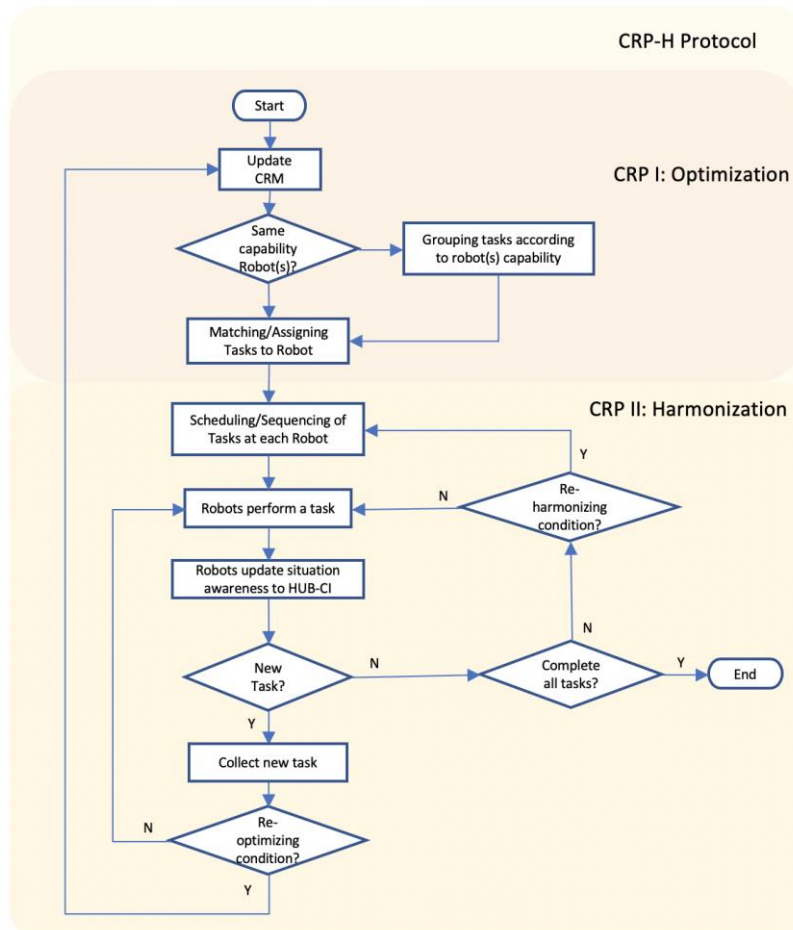 CRP-H Protocol
Start
Update
CRM
CRP I: Optimization
Same
capability
Robot(s)?
Grouping tasks according
to robot(s) capability
Matching/Assigning
Tasks to Robot
CRP II: Harmonization
Scheduling/Sequencing of
Tasks at each Robot
Y
Re-
harmonizing
condition?
N
Robots perform a task
Robots update situation
awareness to HUB-CI
N
New
Task?
N
Complete
all tasks?
Y
End
Y
Collect new task
Re-
optimizing
condition?
N
Y